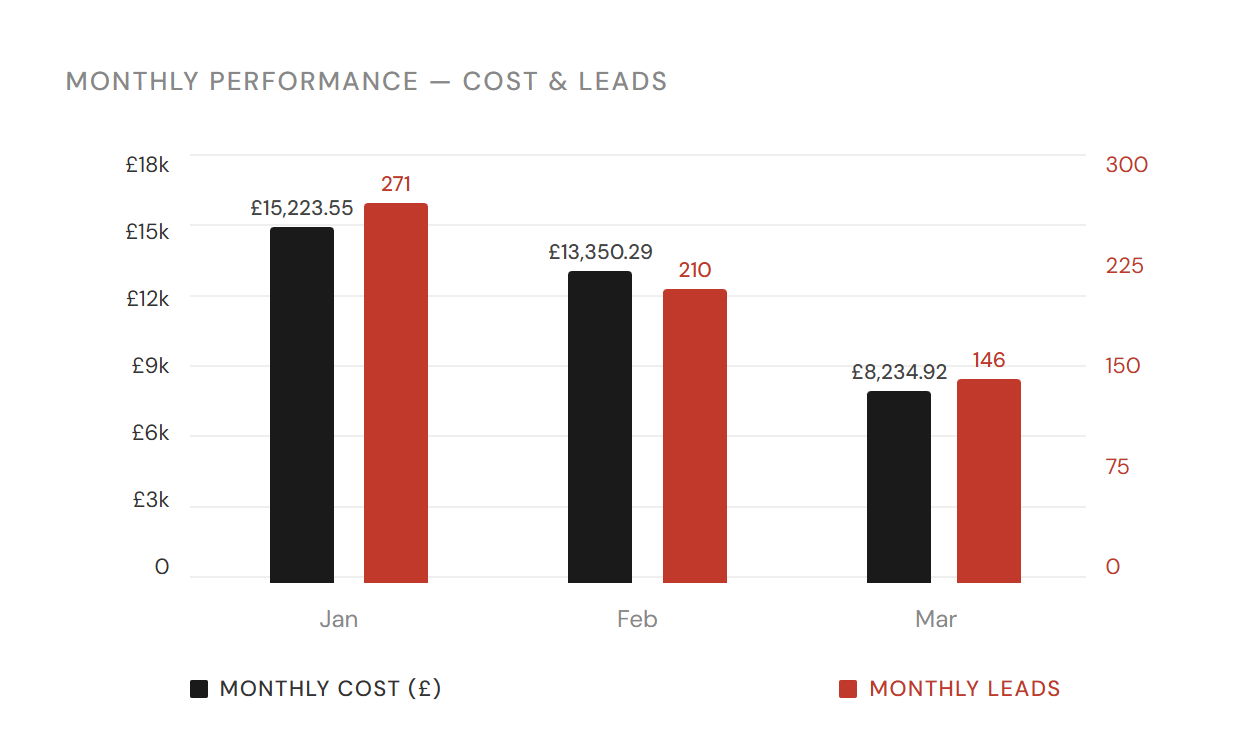 MONTHLY PERFORMANCE — COST & LEADS
£18k
300
271
£15,223.55
£15k
£13,350.29
210
225
£12k
£9k
£8,234.92
146
150
£6k
75
£3k
0
0
Jan
Feb
Mar
MONTHLY COST (£)
MONTHLY LEADS